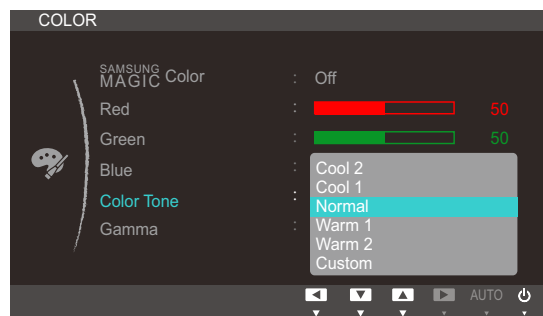 COLOR
SAMSUNG
MAGIC Color : Off
Red : 50
Green : 50
Blue :
Color Tone :
Gamma :
Cool 2
Cool 1
Normal
Warm 1
Warm 2
Custom
AUTO